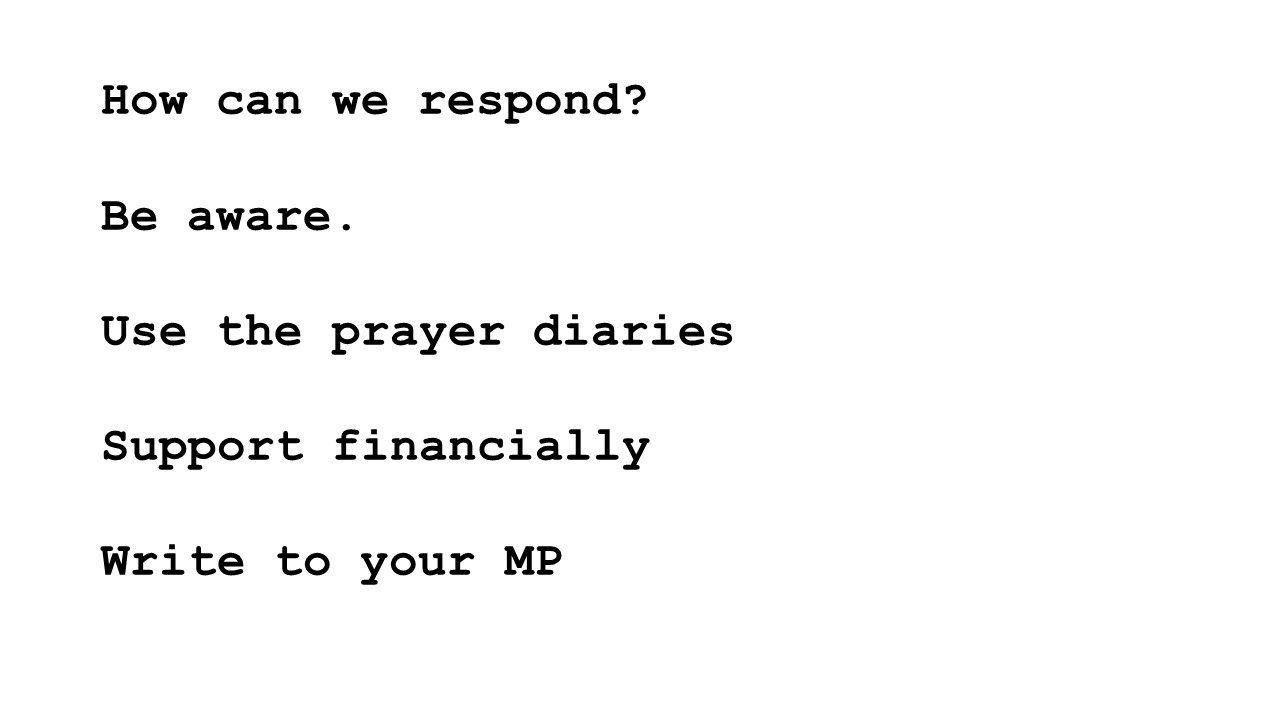 How can we respond?
Be aware.
Use the prayer diaries
Support financially
Write to your MP